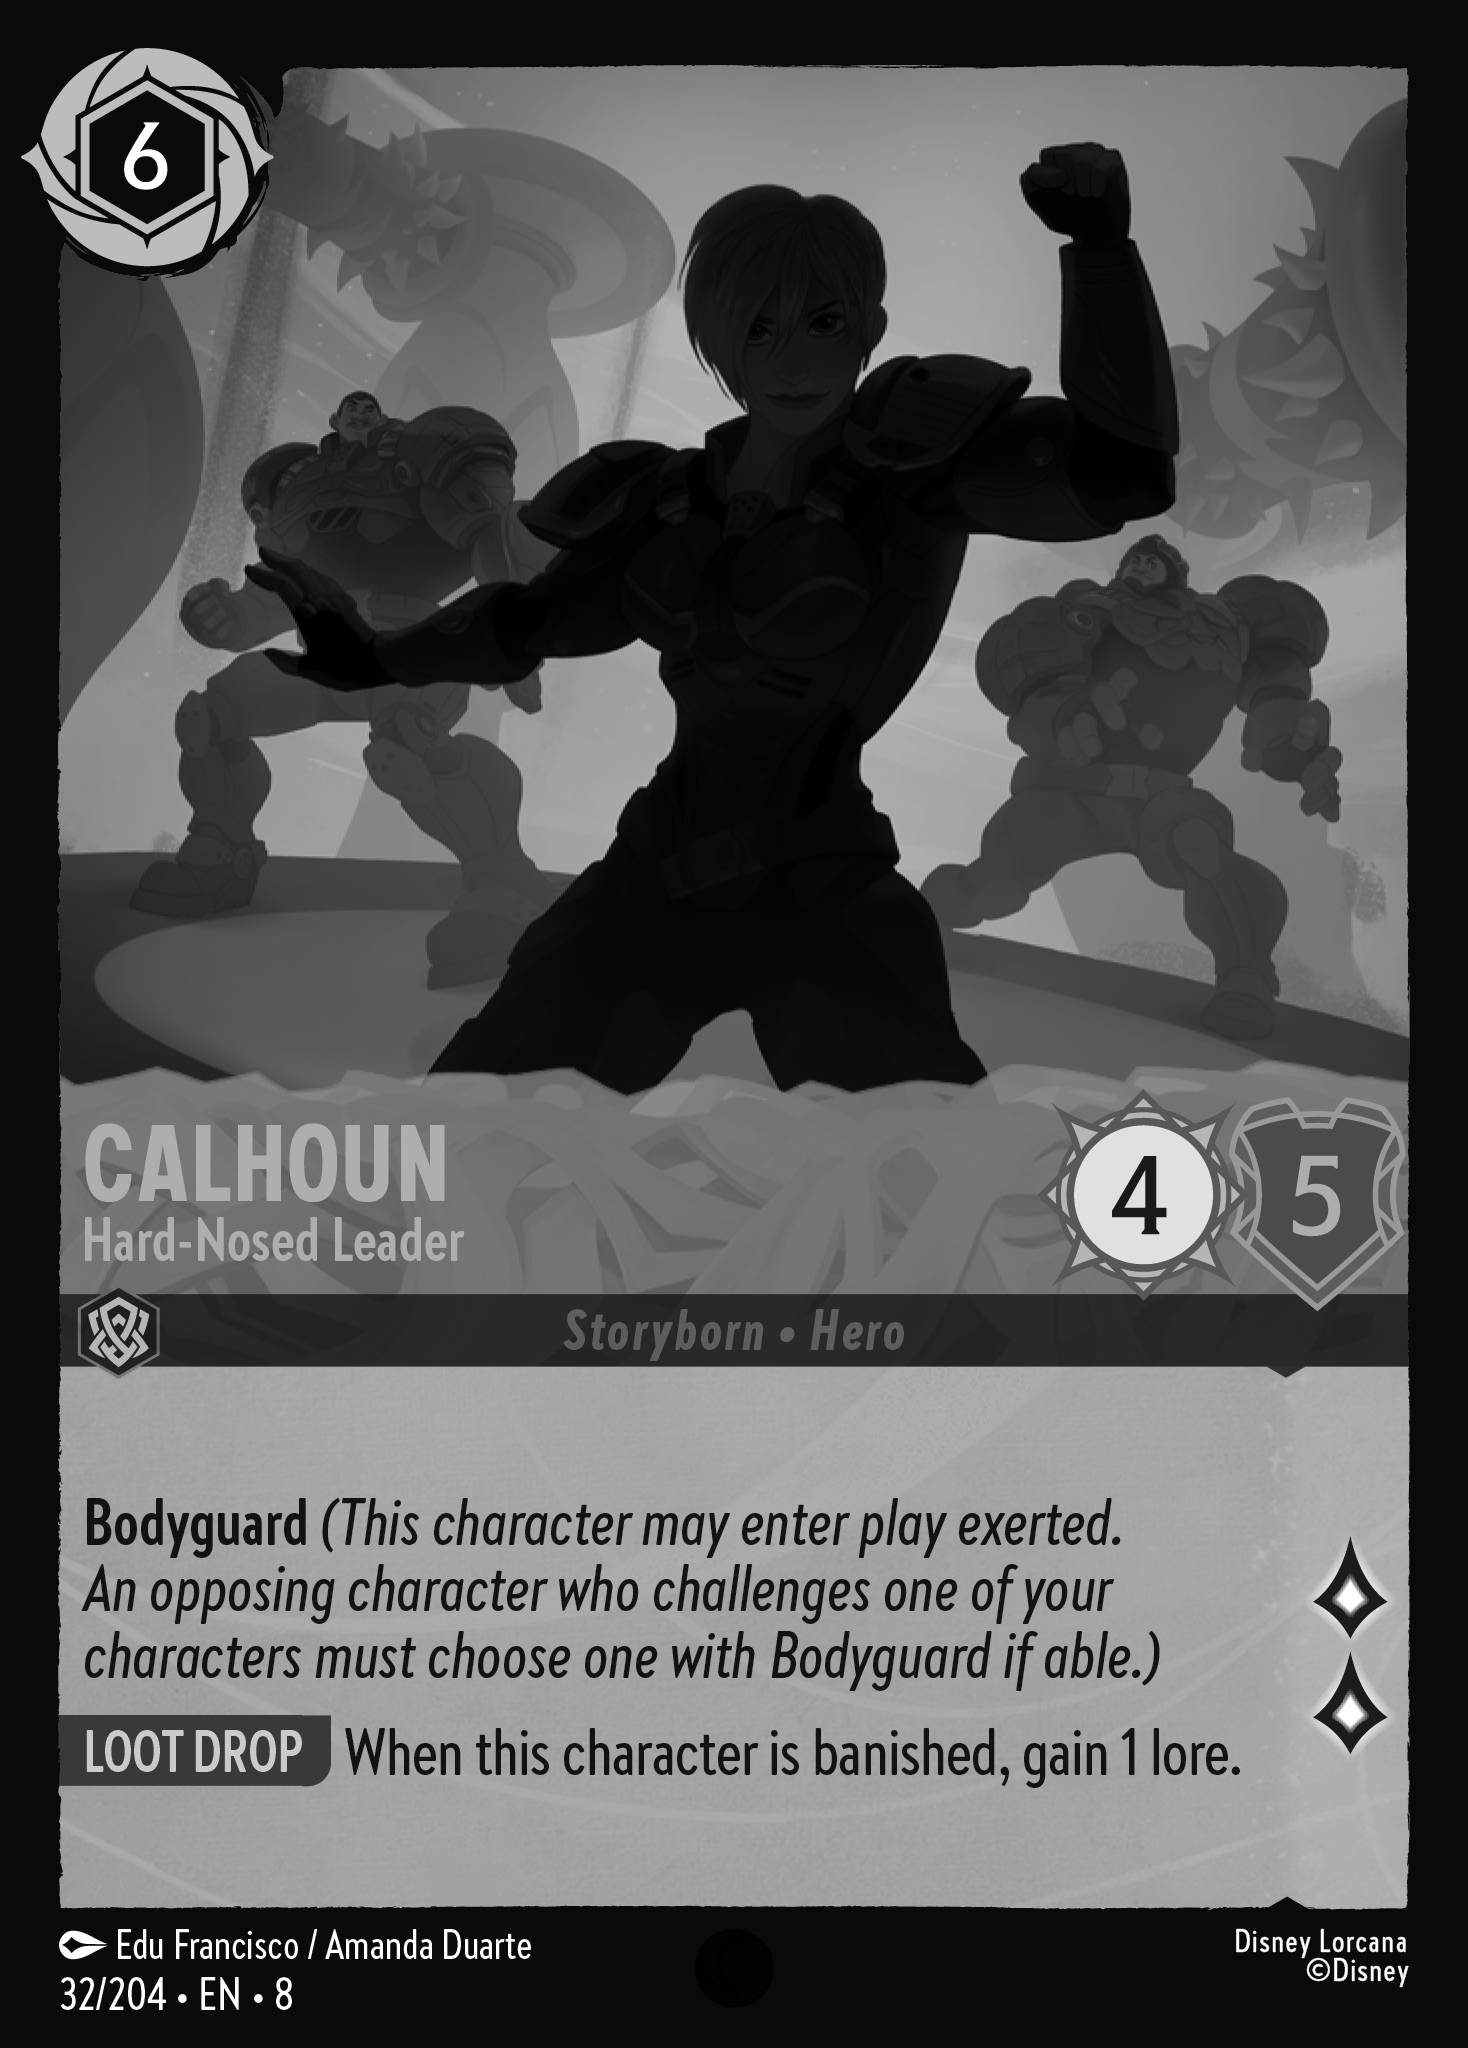 6
CALHOUN
Hard-Nosed Leader
4
5
Storyborn • Hero
Bodyguard (This character may enter play exerted.
An opposing character who challenges one of your
characters must choose one with Bodyguard if able.)
LOOT DROP When this character is banished, gain 1 lore.
Edu Francisco / Amanda Duarte
32/204 • EN • 8
Disney Lorcana
©Disney